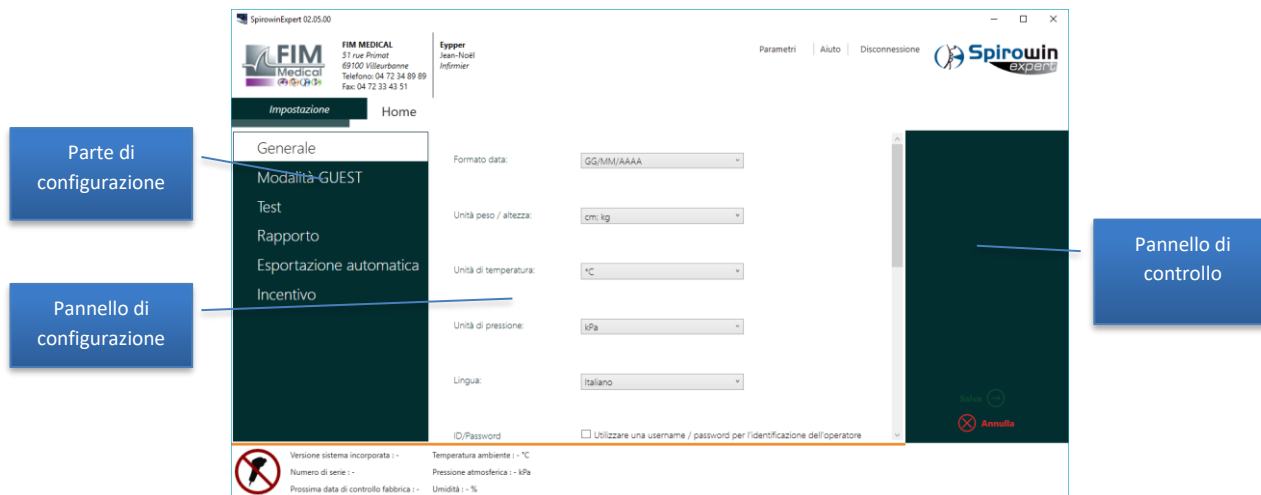 SpirowinExpert 02.05.00
FIM
Medical
FIM MEDICAL
51 rue Primat
69100 Villeurbanne
Telefono: 04 72 34 89 89
Fax: 04 72 33 43 51
Eypper
Jean-Noël
Infirmier
Parametri
Aiuto
Disconnessione
Spirowin
expert
Impostazione
Home
Parte di
configurazione
Pannello di
configurazione
Generale
Modalità GUEST
Test
Rapporto
Esportazione automatica
Incentivo
Formato data:
GG/MM/AAAA
Unità peso / altezza:
cm; kg
Unità di temperatura:
°C
Unità di pressione:
kPa
Lingua:
Italiano
ID/Password
Utilizzare una username / password per l'identificazione dell'operatore
Pannello di
controllo
Salva
Annulla
Versione sistema incorporata : -
Numero di serie : -
Prossima data di controllo fabbrica : -
Temperatura ambiente : - °C
Pressione atmosferica : - kPa
Umidità : - %